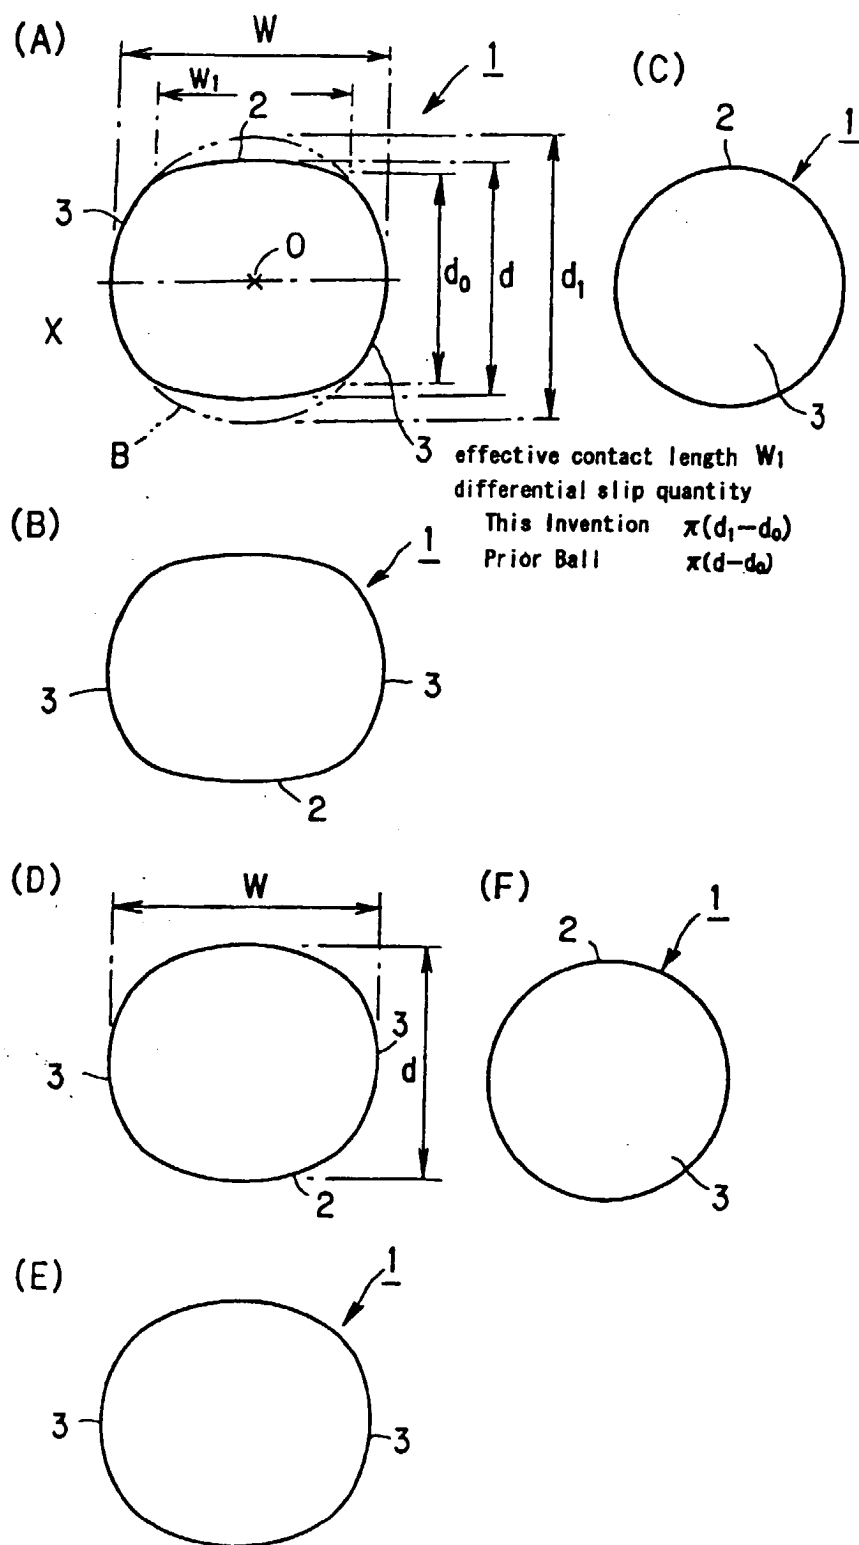 (A)
W
1
(C)
W₁
2
1
2
3
O
d₀
d
d₁
X
3
B
3
effective contact length W₁
differential slip quantity
This Invention π(d₁-d₀)
Prior Ball π(d-d₀)
(B)
1
3
3
2
(D)
W
(F)
1
2
3
d
3
2
3
(E)
1
3
3